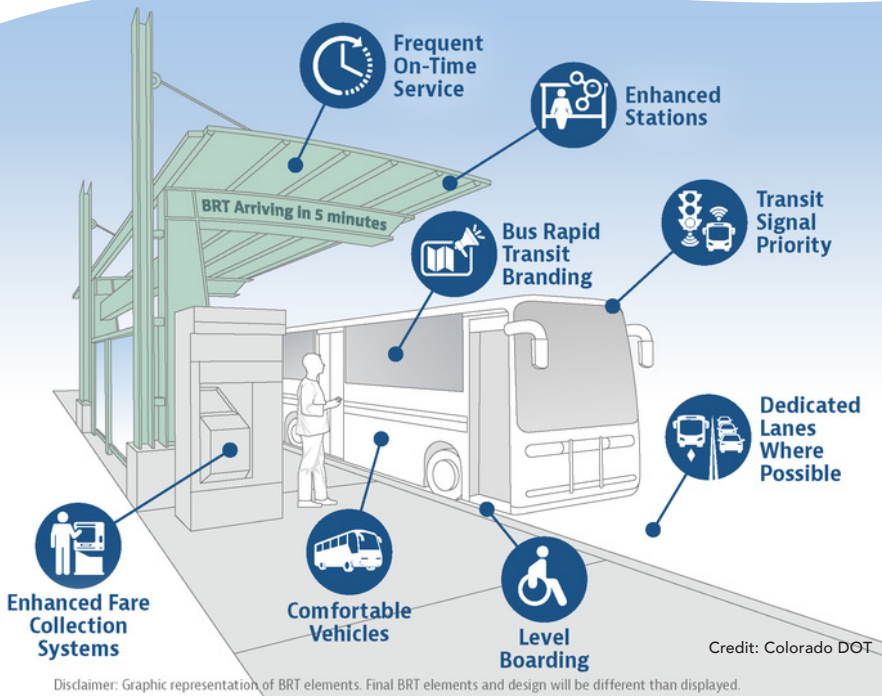 Frequent
On-Time
Service
Enhanced
Stations
Transit
Signal
Priority
BRT Arriving in 5 minutes
Bus Rapid
Transit
Branding
Dedicated
Lanes
Where
Possible
Enhanced Fare
Collection
Systems
Comfortable
Vehicles
Level
Boarding
Credit: Colorado DOT
Disclaimer: Graphic representation of BRT elements. Final BRT elements and design will be different than displayed.